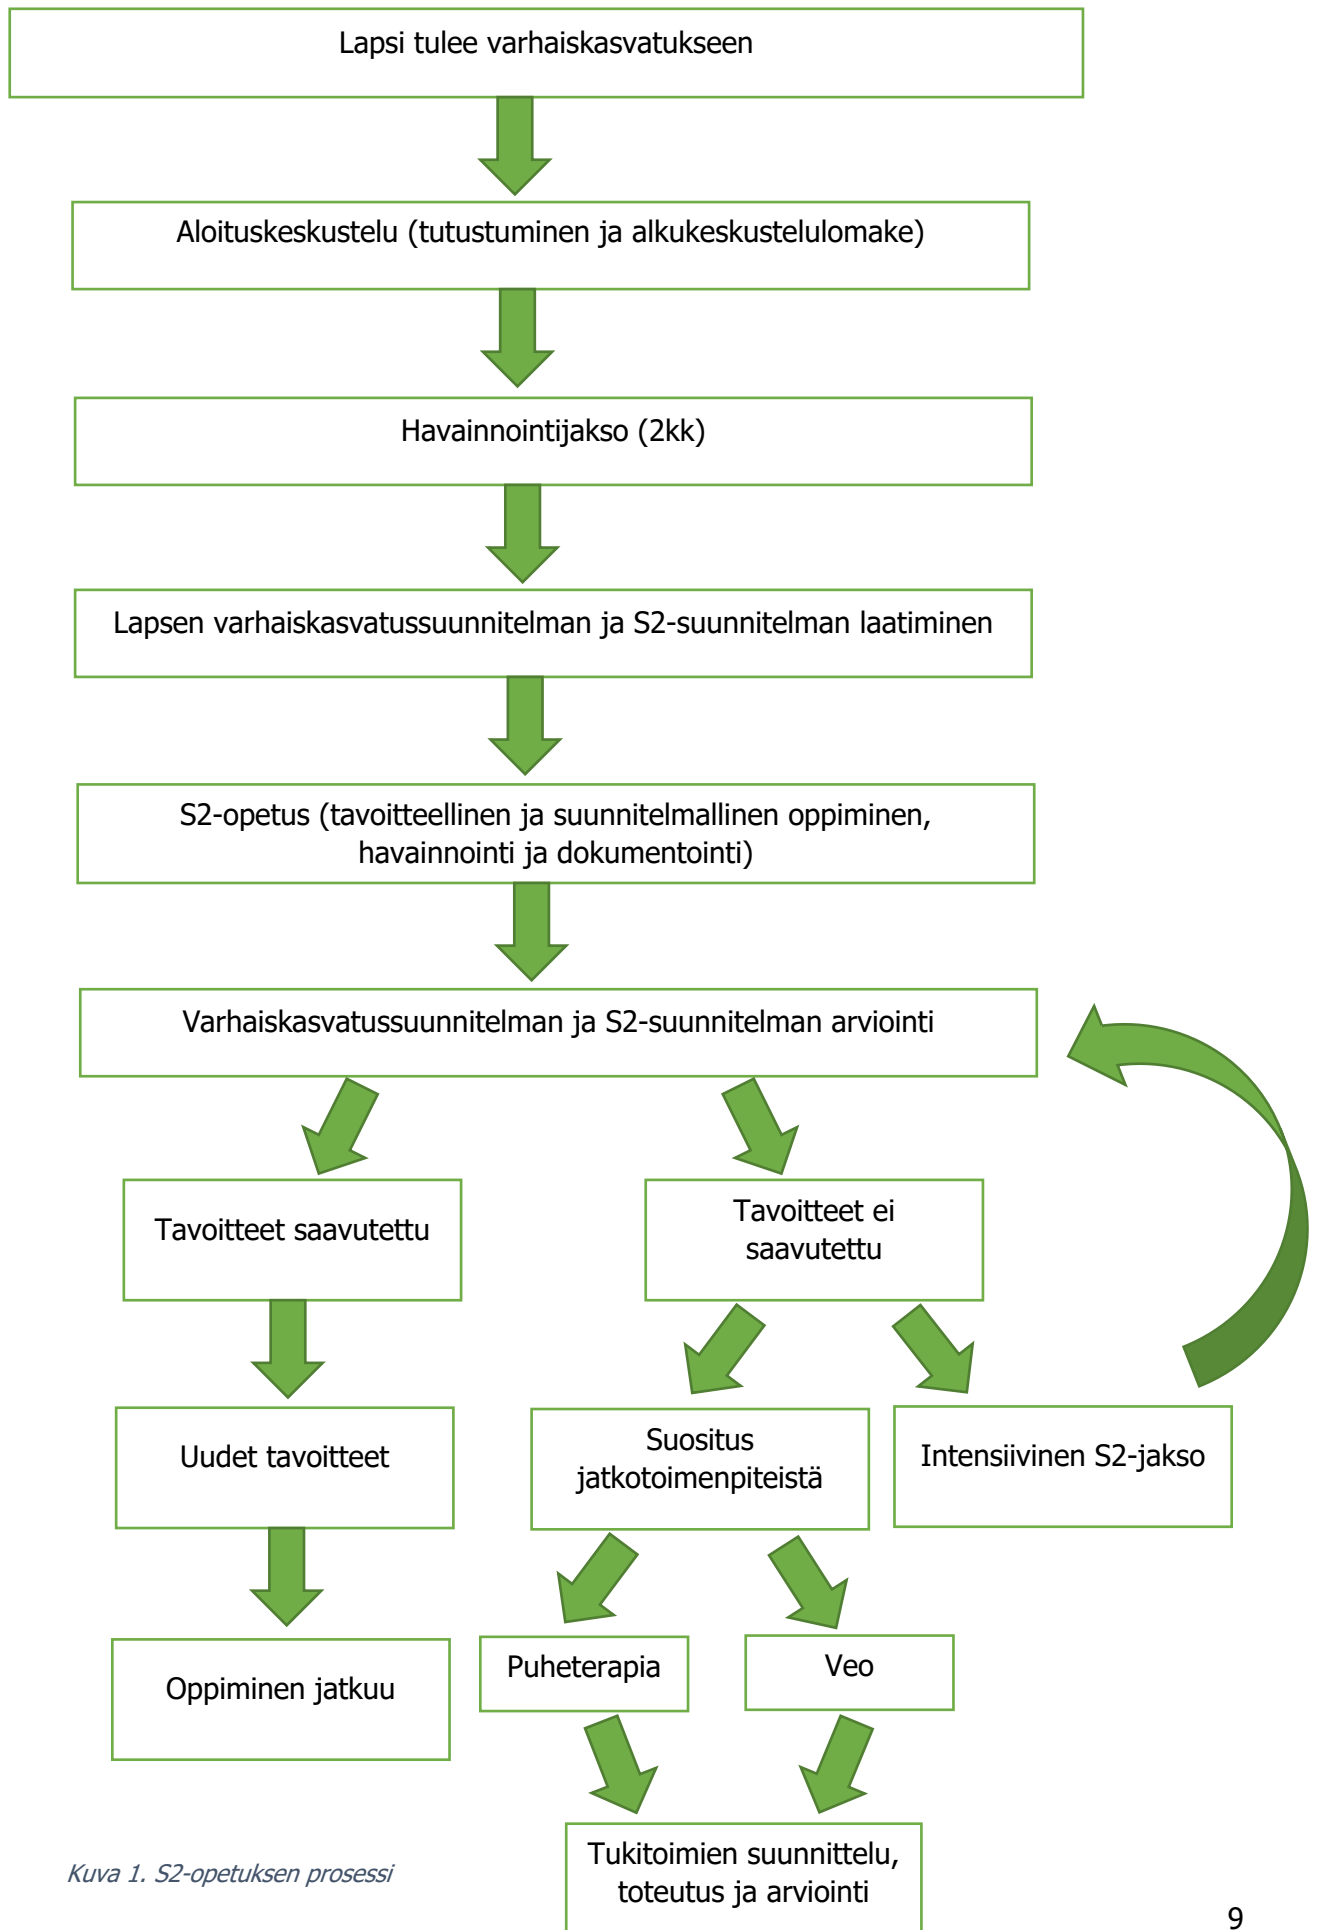 Lapsi tulee varhaiskasvatukseen
Aloituskeskustelu (tutustuminen ja alkukeskustelulomake)
Havainnointijakso (2kk)
Lapsen varhaiskasvatussuunnitelman ja S2-suunnitelman laatiminen
S2-opetus (tavoitteellinen ja suunnitelmallinen oppiminen,
havainnointi ja dokumentointi)
Varhaiskasvatussuunnitelman ja S2-suunnitelman arviointi
Tavoitteet saavutettu
Tavoitteet ei
saavutettu
Uudet tavoitteet
Suositus
jatkotoimenpiteistä
Intensiivinen S2-jakso
Oppiminen jatkuu
Puheterapia
Veo
Tukitoimien suunnittelu,
toteutus ja arviointi
Kuva 1. S2-opetuksen prosessi
9